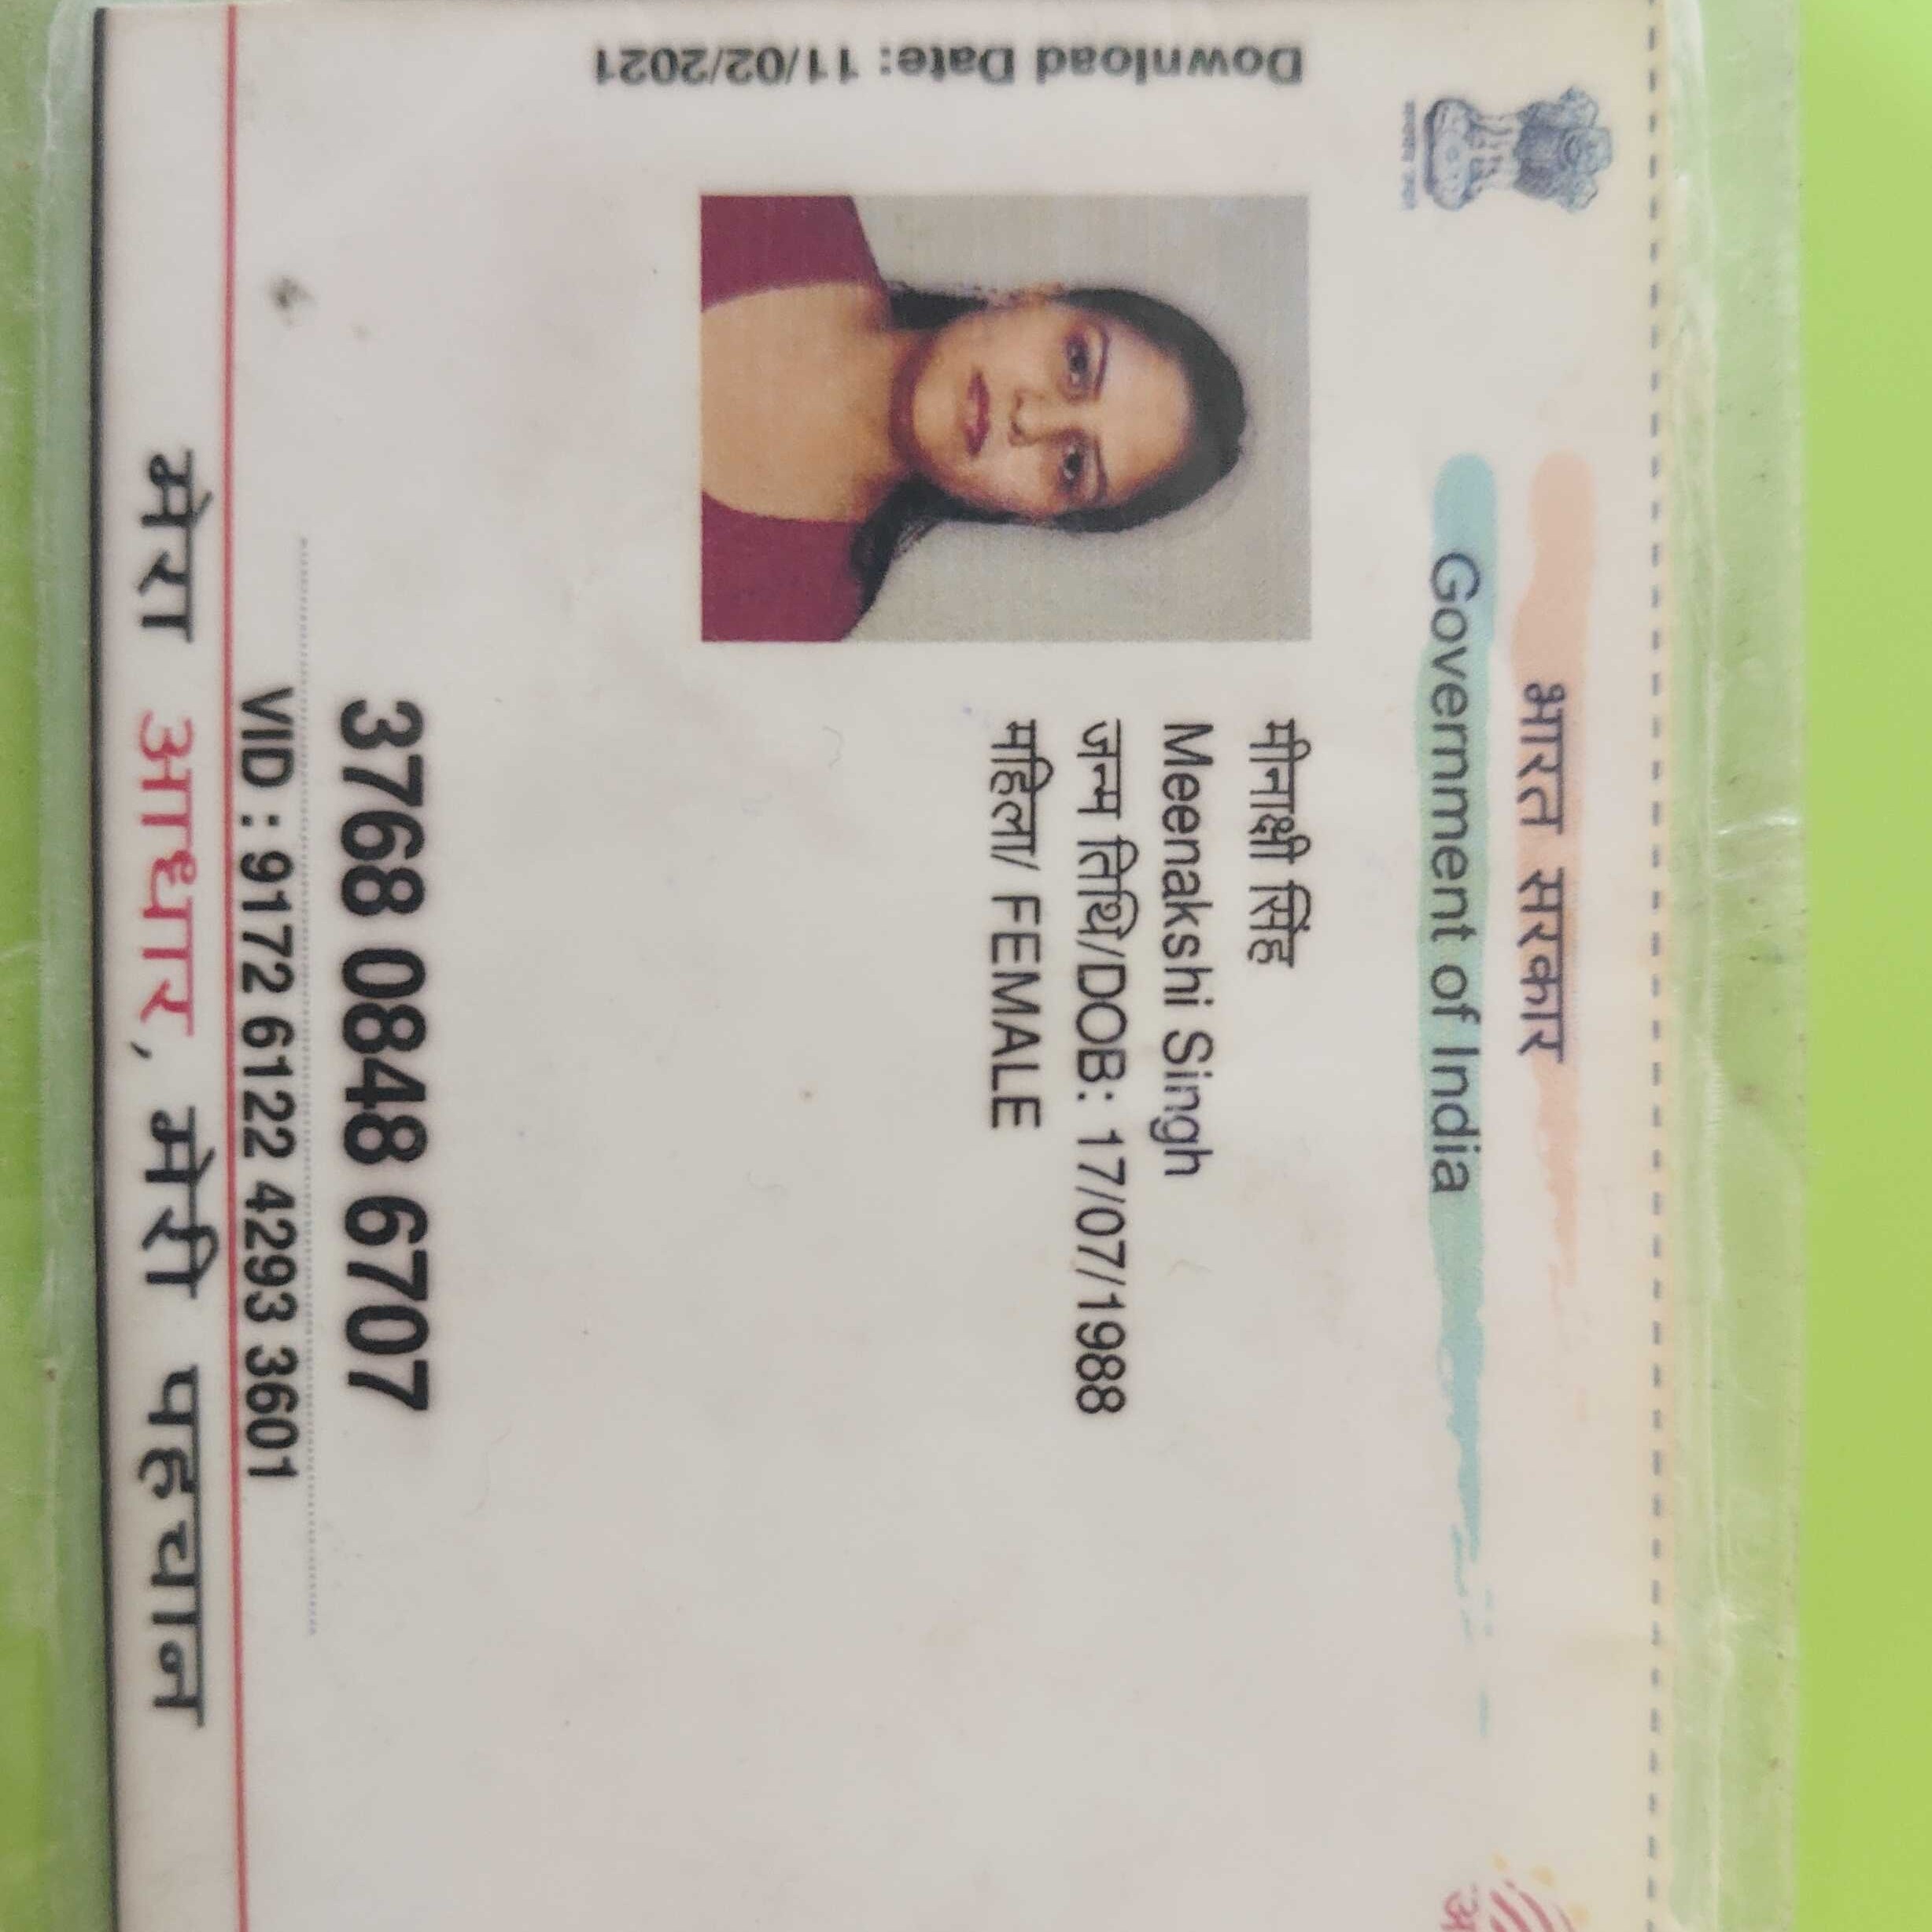 भारत सरकार
Government of India
Download Date: 11/02/2021
मीनाक्षी सिंह
Meenakshi Singh
जन्म तिथि/DOB: 17/07/1988
महिला/ FEMALE
3768 0848 6707
VID : 9172 6122 4293 3601
मेरा आधार, मेरी पहचान